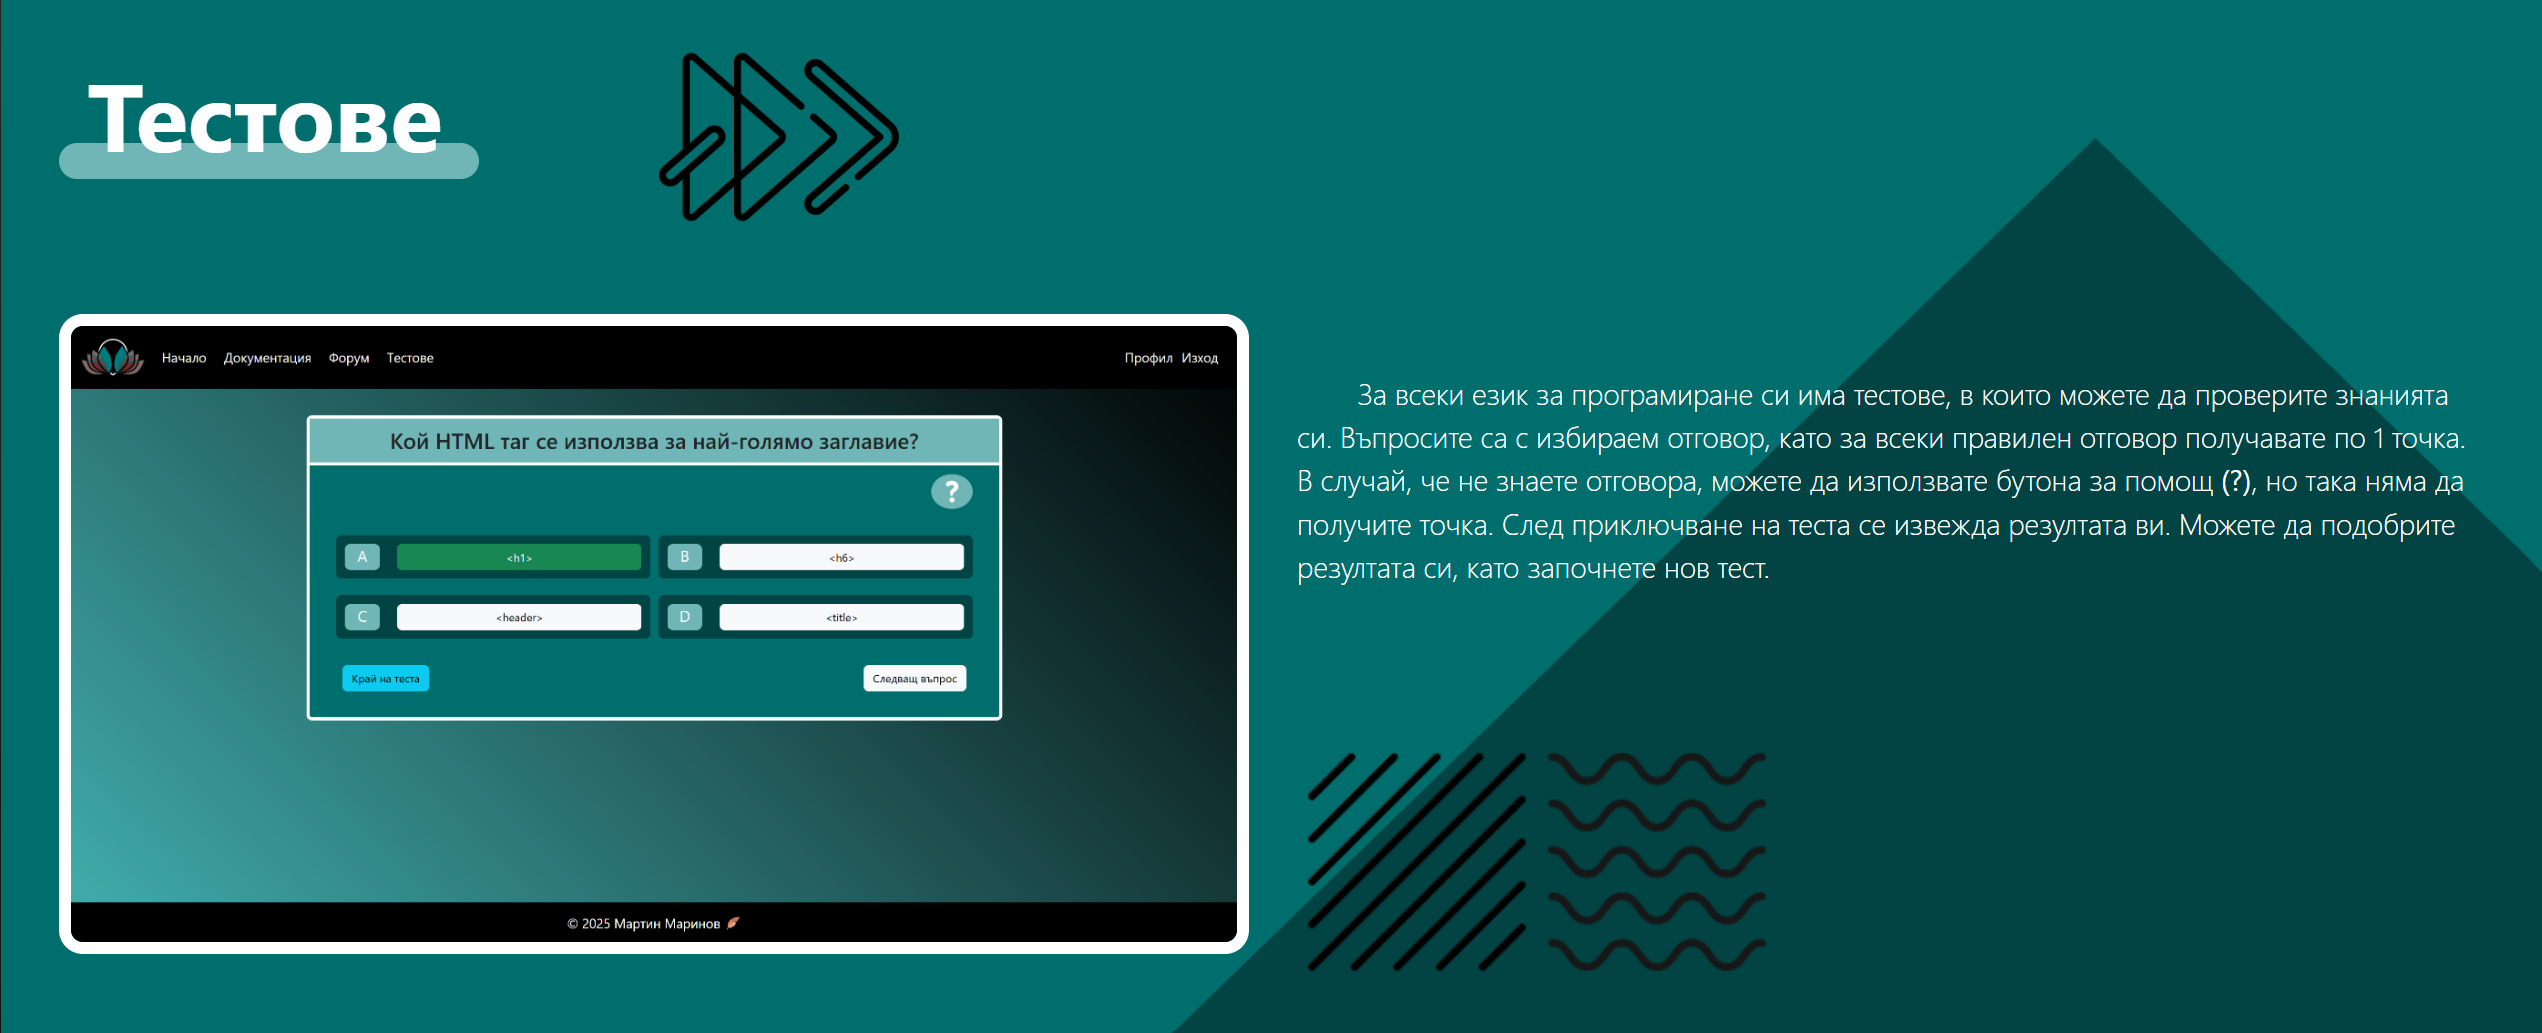 Тестове
Начало Документация Форум Тестове Профил Изход
Кой HTML таг се използва за най-голямо заглавие?
?
A <h1> B <h6>
C <header> D <title>
Край на теста Следващ въпрос
© 2025 Мартин Маринов
За всеки език за програмиране си има тестове, в които можете да проверите знанията
си. Въпросите са с избираем отговор, като за всеки правилен отговор получавате по 1 точка.
В случай, че не знаете отговора, можете да използвате бутона за помощ (?), но така няма да
получите точка. След приключване на теста се извежда резултата ви. Можете да подобрите
резултата си, като започнете нов тест.